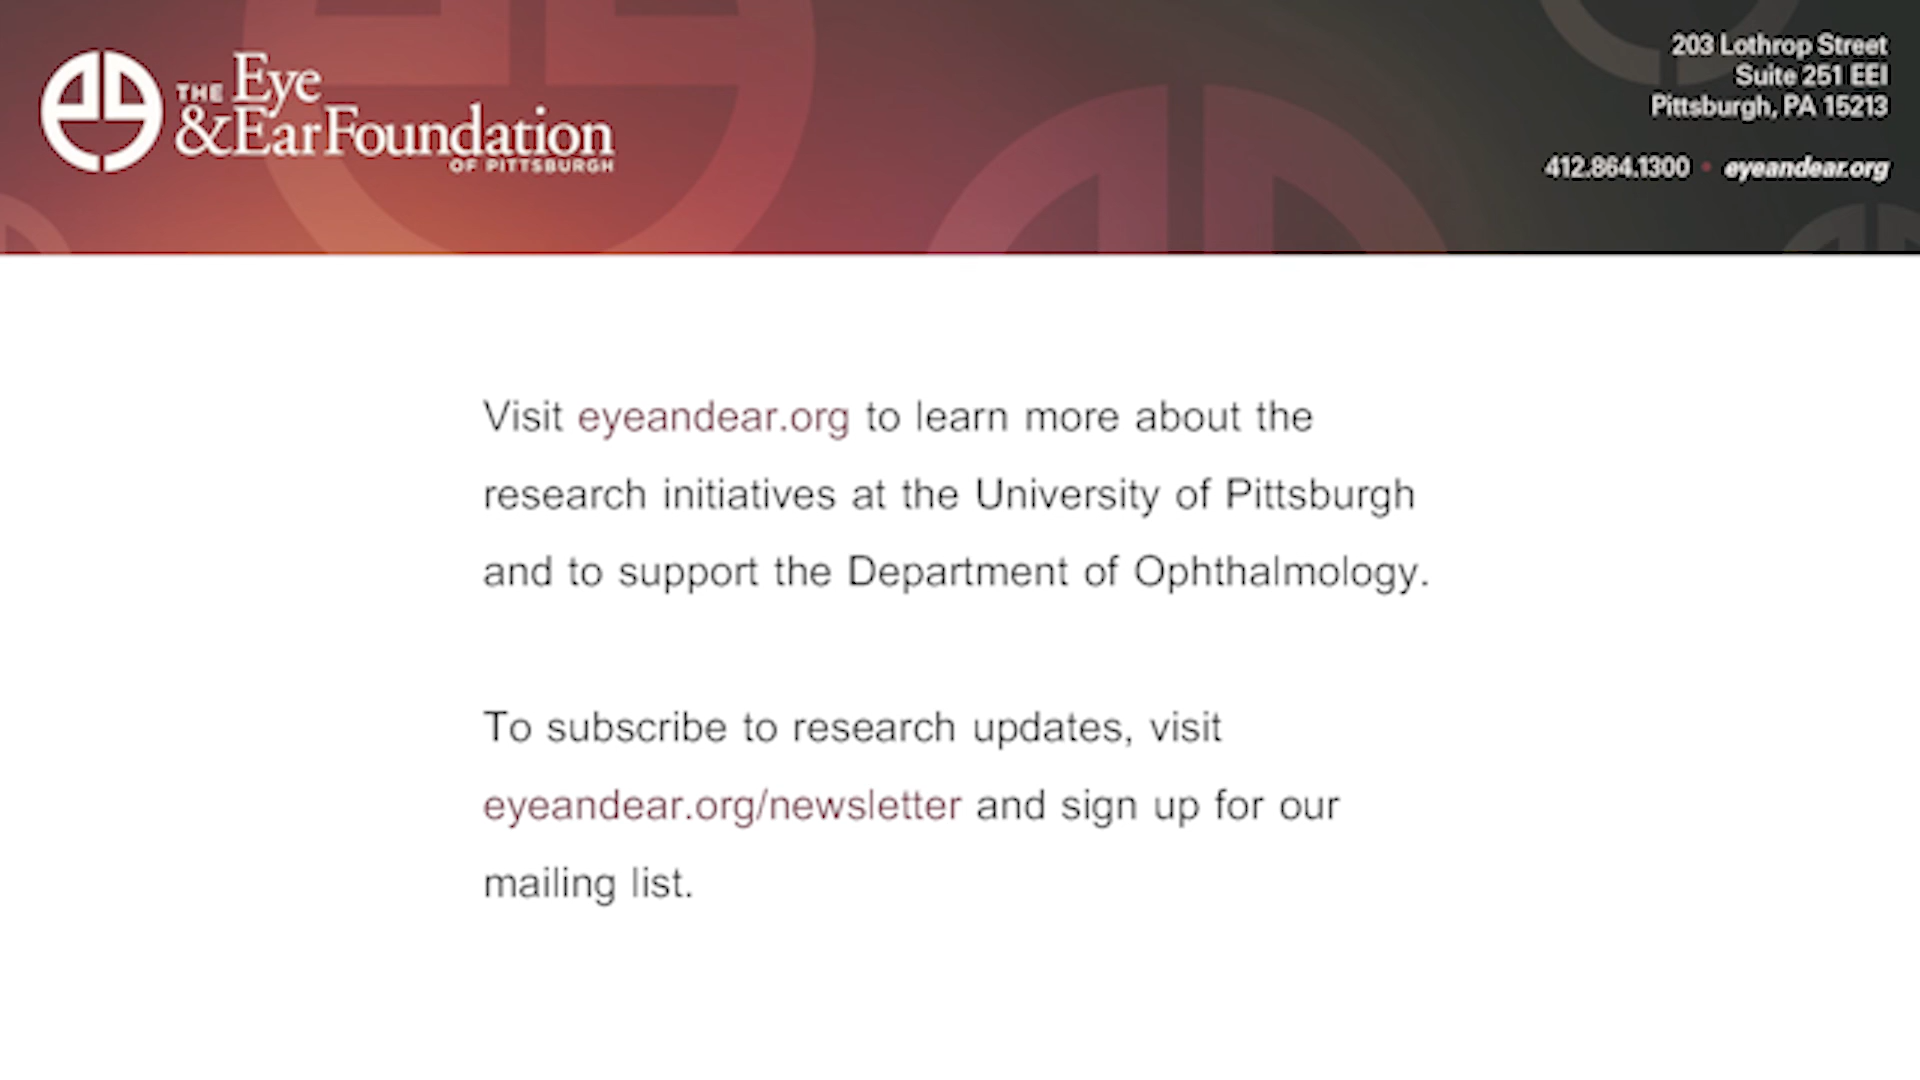 THE Eye
&EarFoundation
OF PITTSBURGH
203 Lothrop Street
Suite 251 EEI
Pittsburgh, PA 15213
412.864.1300 • eyeandear.org
Visit eyeandear.org to learn more about the
research initiatives at the University of Pittsburgh
and to support the Department of Ophthalmology.
To subscribe to research updates, visit
eyeandear.org/newsletter and sign up for our
mailing list.